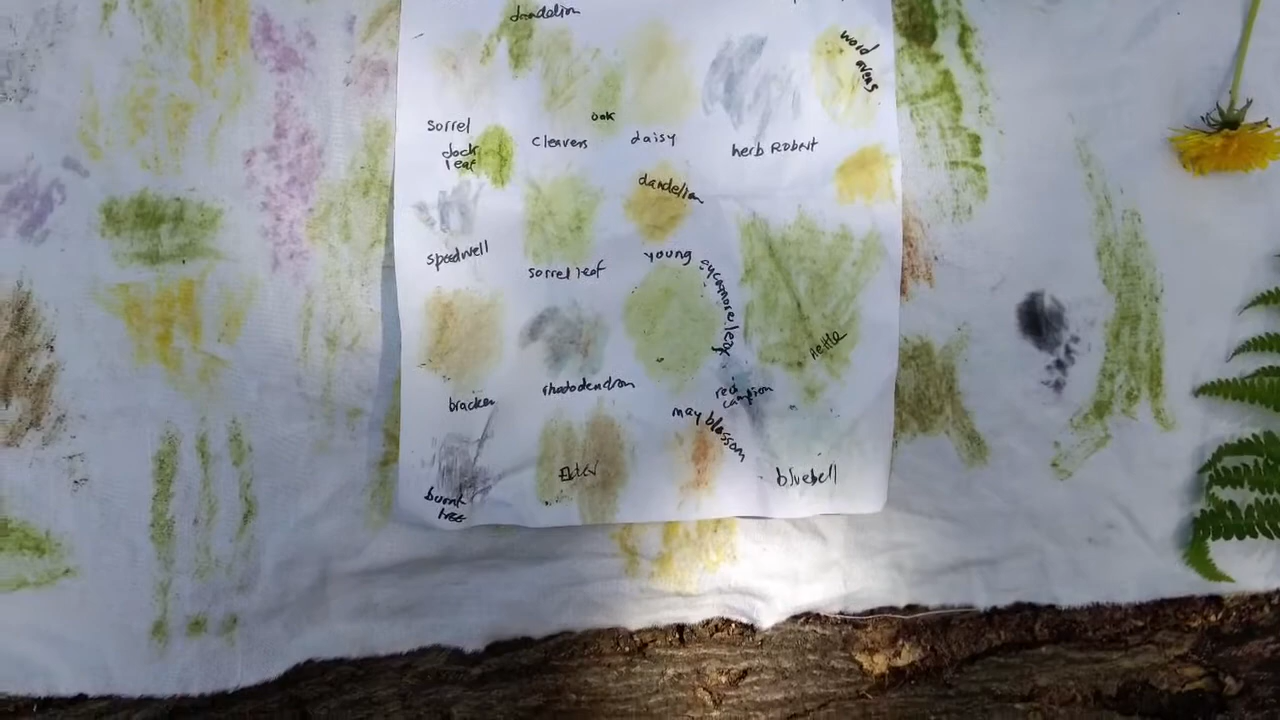 dandelion
wood
avens
oak
sorrel
cleavers
daisy
herb Robert
dock
leaf
dandelion
speedwell
sorrel leaf
young sycamore leaf
nettle
bracken
rhododendron
red
campion
may blossom
Elder
bluebell
burnt
tree